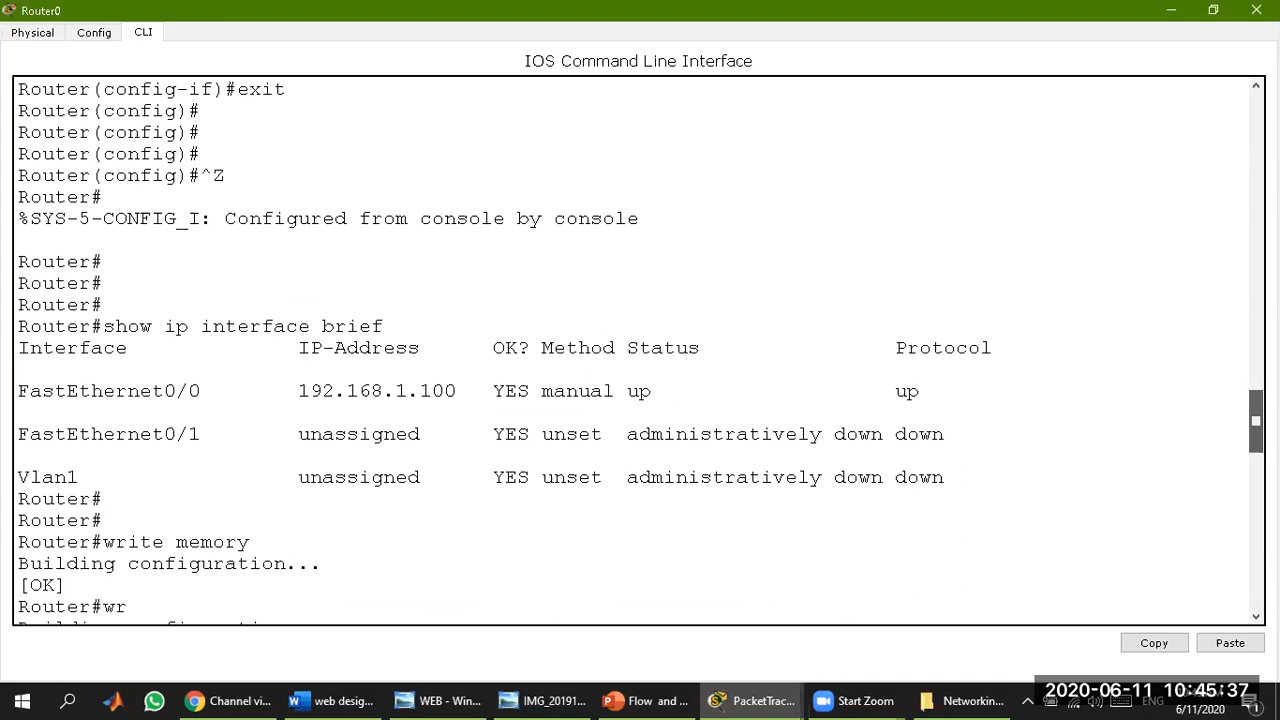 Router0
Physical Config CLI
IOS Command Line Interface
Router(config-if)#exit
Router(config)#
Router(config)#
Router(config)#
Router(config)#^Z
Router#
%SYS-5-CONFIG_I: Configured from console by console
Router#
Router#
Router#
Router#show ip interface brief
Interface IP-Address OK? Method Status Protocol
FastEthernet0/0 192.168.1.100 YES manual up up
FastEthernet0/1 unassigned YES unset administratively down down
Vlan1 unassigned YES unset administratively down down
Router#
Router#
Router#write memory
Building configuration...
[OK]
Router#wr
Copy Paste
Channel vi... web desig... WEB - Win... IMG_20191... Flow and ... PacketTrac... Start Zoom Networkin... ENG
2020-06-11 10:45:37
6/11/2020